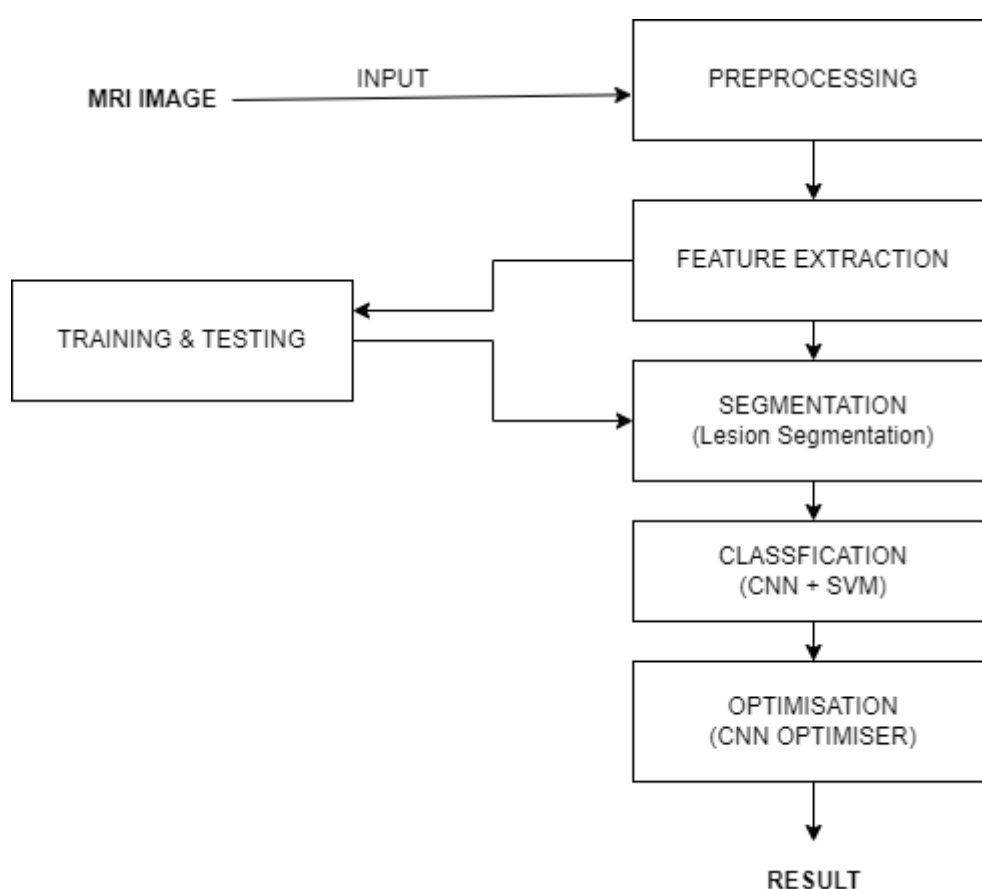 INPUT
MRI IMAGE
PREPROCESSING
FEATURE EXTRACTION
TRAINING & TESTING
SEGMENTATION
(Lesion Segmentation)
CLASSFICATION
(CNN + SVM)
OPTIMISATION
(CNN OPTIMISER)
RESULT